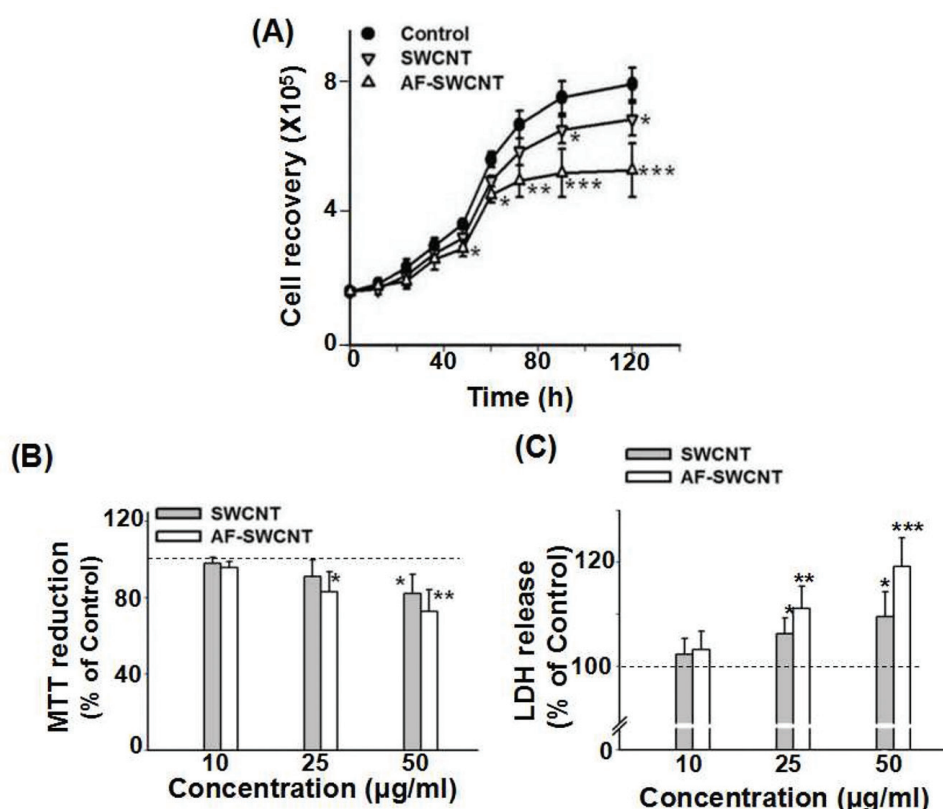 (A)
Control
SWCNT
AF-SWCNT
Cell recovery (X10⁵)
8
4
0
*
*
*
*
**
***
***
0
40
80
120
Time (h)
(B)
SWCNT
AF-SWCNT
MTT reduction
(% of Control)
120
80
40
0
*
*
**
10
25
50
Concentration (µg/ml)
(C)
SWCNT
AF-SWCNT
LDH release
(% of Control)
120
100
0
*
**
*
***
10
25
50
Concentration (µg/ml)